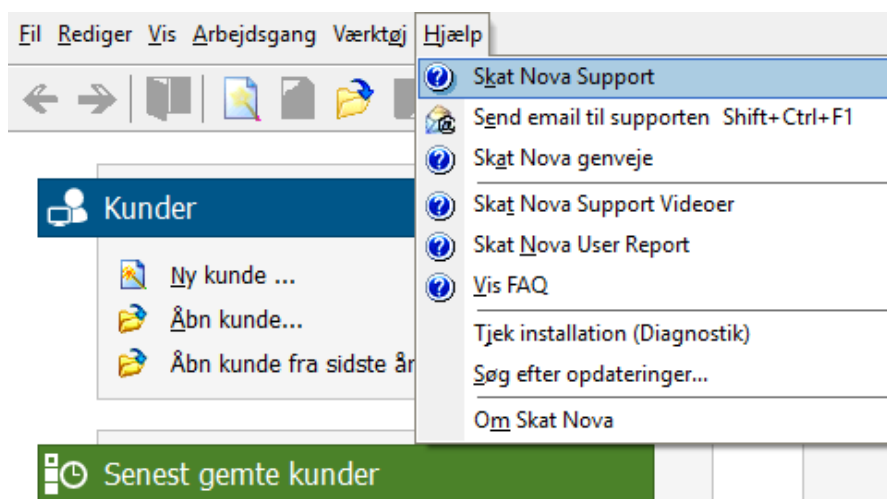 Fil Rediger Vis Arbejdsgang Værktøj Hjælp
Skat Nova Support
Send email til supporten Shift+Ctrl+F1
Skat Nova genveje
Skat Nova Support Videoer
Skat Nova User Report
Vis FAQ
Tjek installation (Diagnostik)
Søg efter opdateringer...
Om Skat Nova
Kunder
Ny kunde ...
Åbn kunde...
Åbn kunde fra sidste år
Senest gemte kunder